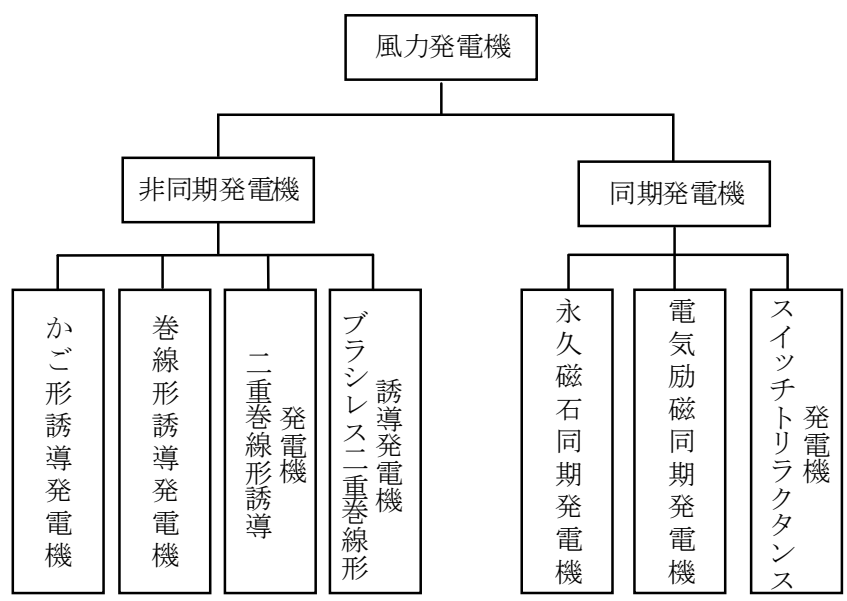 風力発電機
非同期発電機
同期発電機
かご形誘導発電機
巻線形誘導発電機
二重巻線形誘導
発電機
ブラシレス二重巻線形
誘導発電機
永久磁石同期発電機
電気励磁同期発電機
スイッチトリラクタンス
発電機